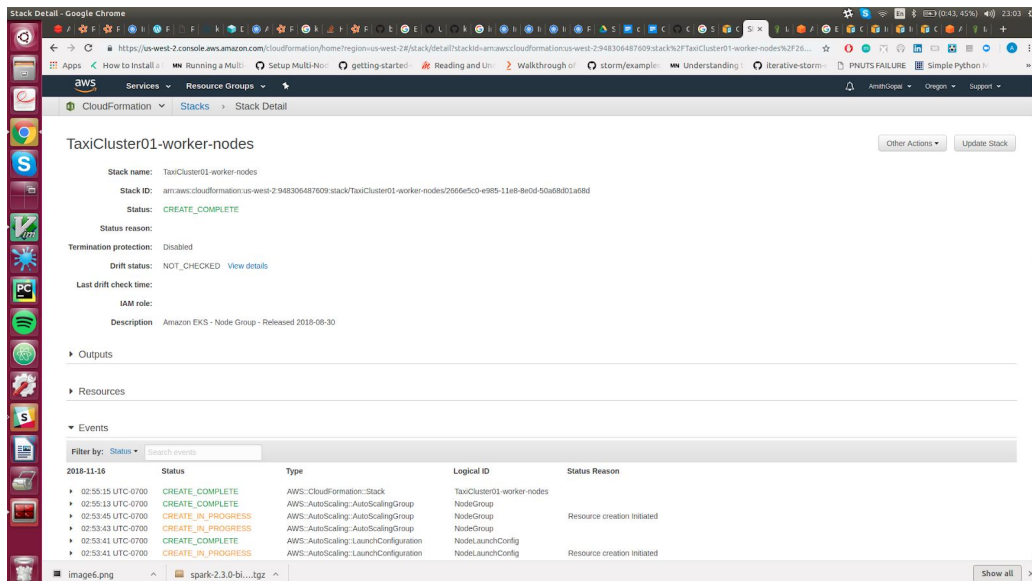 Stack Detail - Google Chrome
En (0:43, 45%) 23:03
https://us-west-2.console.aws.amazon.com/cloudformation/home?region=us-west-2#/stack/detail?stackId=arn:aws:cloudformation:us-west-2:948306487609:stack%2FTaxiCluster01-worker-nodes%2F26...
Apps How to Install a MN Running a Multi- Setup Multi-Nod getting-started- Reading and Un Walkthrough of storm/examples MN Understanding iterative-storm- PNUTS FAILURE Simple Python
aws Services Resource Groups AmithGopal Oregon Support
CloudFormation Stacks › Stack Detail
TaxiCluster01-worker-nodes
Other Actions Update Stack
Stack name: TaxiCluster01-worker-nodes
Stack ID: arn:aws:cloudformation:us-west-2:948306487609:stack/TaxiCluster01-worker-nodes/2666e5c0-e985-11e8-8e0d-50a68d01a68d
Status: CREATE_COMPLETE
Status reason:
Termination protection: Disabled
Drift status: NOT_CHECKED View details
Last drift check time:
IAM role:
Description Amazon EKS - Node Group - Released 2018-08-30
Outputs
Resources
Events
Filter by: Status Search events
2018-11-16 Status Type Logical ID Status Reason
02:55:15 UTC-0700 CREATE_COMPLETE AWS::CloudFormation::Stack TaxiCluster01-worker-nodes
02:55:13 UTC-0700 CREATE_COMPLETE AWS::AutoScaling::AutoScalingGroup NodeGroup
02:53:45 UTC-0700 CREATE_IN_PROGRESS AWS::AutoScaling::AutoScalingGroup NodeGroup Resource creation Initiated
02:53:43 UTC-0700 CREATE_IN_PROGRESS AWS::AutoScaling::AutoScalingGroup NodeGroup
02:53:41 UTC-0700 CREATE_COMPLETE AWS::AutoScaling::LaunchConfiguration NodeLaunchConfig
02:53:41 UTC-0700 CREATE_IN_PROGRESS AWS::AutoScaling::LaunchConfiguration NodeLaunchConfig Resource creation Initiated
image6.png spark-2.3.0-bi....tgz Show all